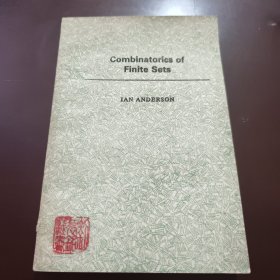 Combinatorics of
Finite Sets
IAN ANDERSON